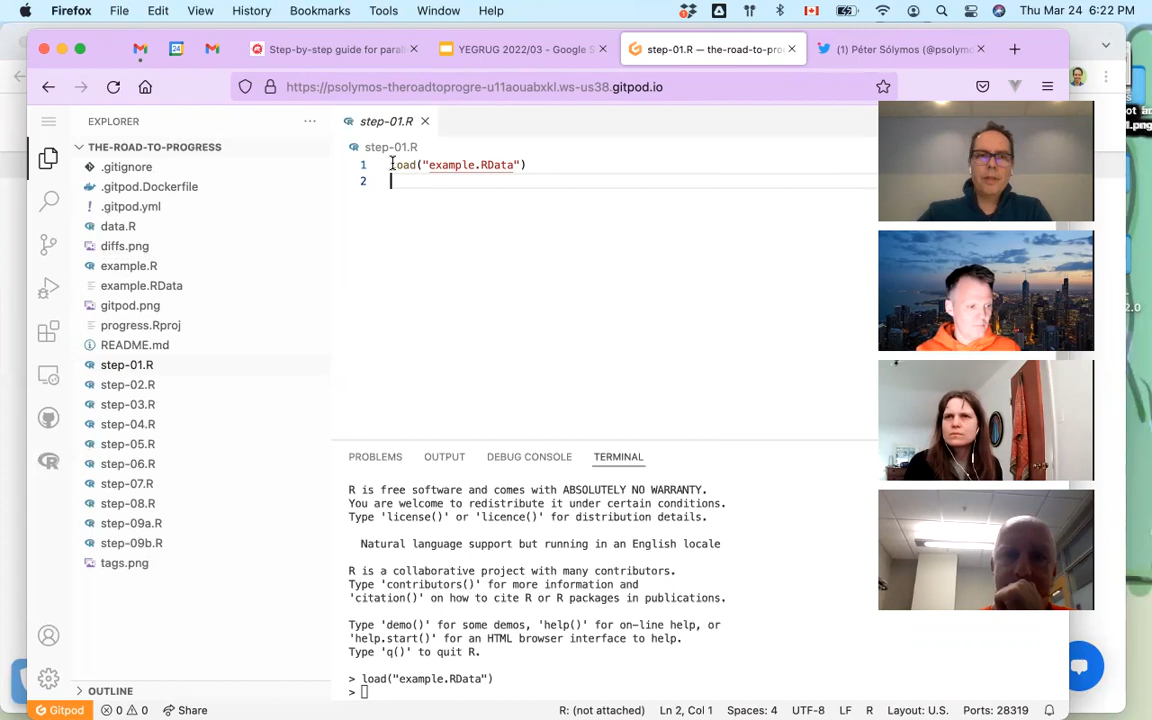 Firefox File Edit View History Bookmarks Tools Window Help Thu Mar 24 6:22 PM
Step-by-step guide for paral
YEGRUG 2022/03 - Google S
step-01.R — the-road-to-pro
(1) Péter Sólymos (@psolym
https://psolymos-theroadtoprogre-u11aouabxkl.ws-us38.gitpod.io
EXPLORER
THE-ROAD-TO-PROGRESS
.gitignore
.gitpod.Dockerfile
.gitpod.yml
data.R
diffs.png
example.R
example.RData
gitpod.png
progress.Rproj
README.md
step-01.R
step-02.R
step-03.R
step-04.R
step-05.R
step-06.R
step-07.R
step-08.R
step-09a.R
step-09b.R
tags.png
OUTLINE
step-01.R
step-01.R
1 load("example.RData")
2
PROBLEMS OUTPUT DEBUG CONSOLE TERMINAL
R is free software and comes with ABSOLUTELY NO WARRANTY.
You are welcome to redistribute it under certain conditions.
Type 'license()' or 'licence()' for distribution details.
Natural language support but running in an English locale
R is a collaborative project with many contributors.
Type 'contributors()' for more information and
'citation()' on how to cite R or R packages in publications.
Type 'demo()' for some demos, 'help()' for on-line help, or
'help.start()' for an HTML browser interface to help.
Type 'q()' to quit R.
> load("example.RData")
>
Gitpod 0 0 Share R: (not attached) Ln 2, Col 1 Spaces: 4 UTF-8 LF R Layout: U.S. Ports: 28319